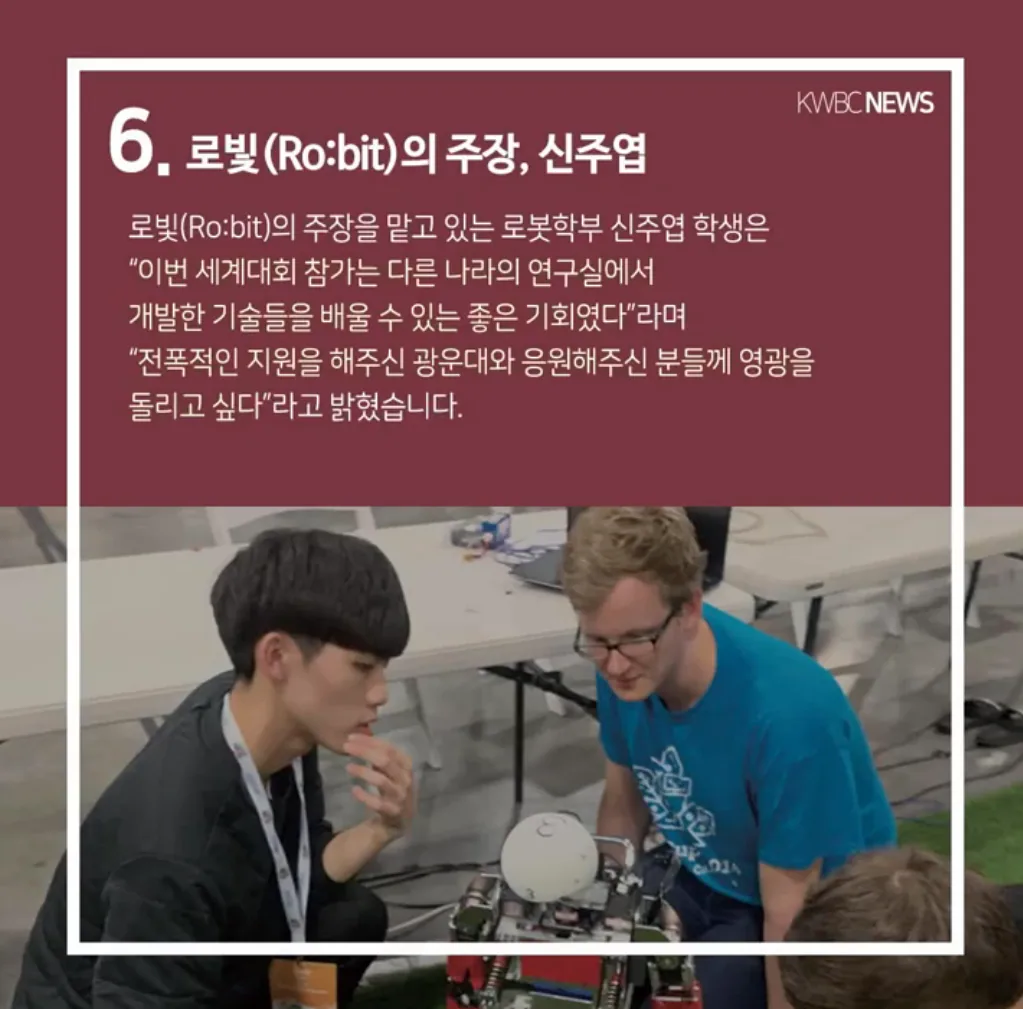 KWBC NEWS
6. 로빛(Ro:bit)의 주장, 신주엽
로빛(Ro:bit)의 주장을 맡고 있는 로봇학부 신주엽 학생은
“이번 세계대회 참가는 다른 나라의 연구실에서
개발한 기술들을 배울 수 있는 좋은 기회였다”라며
“전폭적인 지원을 해주신 광운대와 응원해주신 분들께 영광을
돌리고 싶다”라고 밝혔습니다.